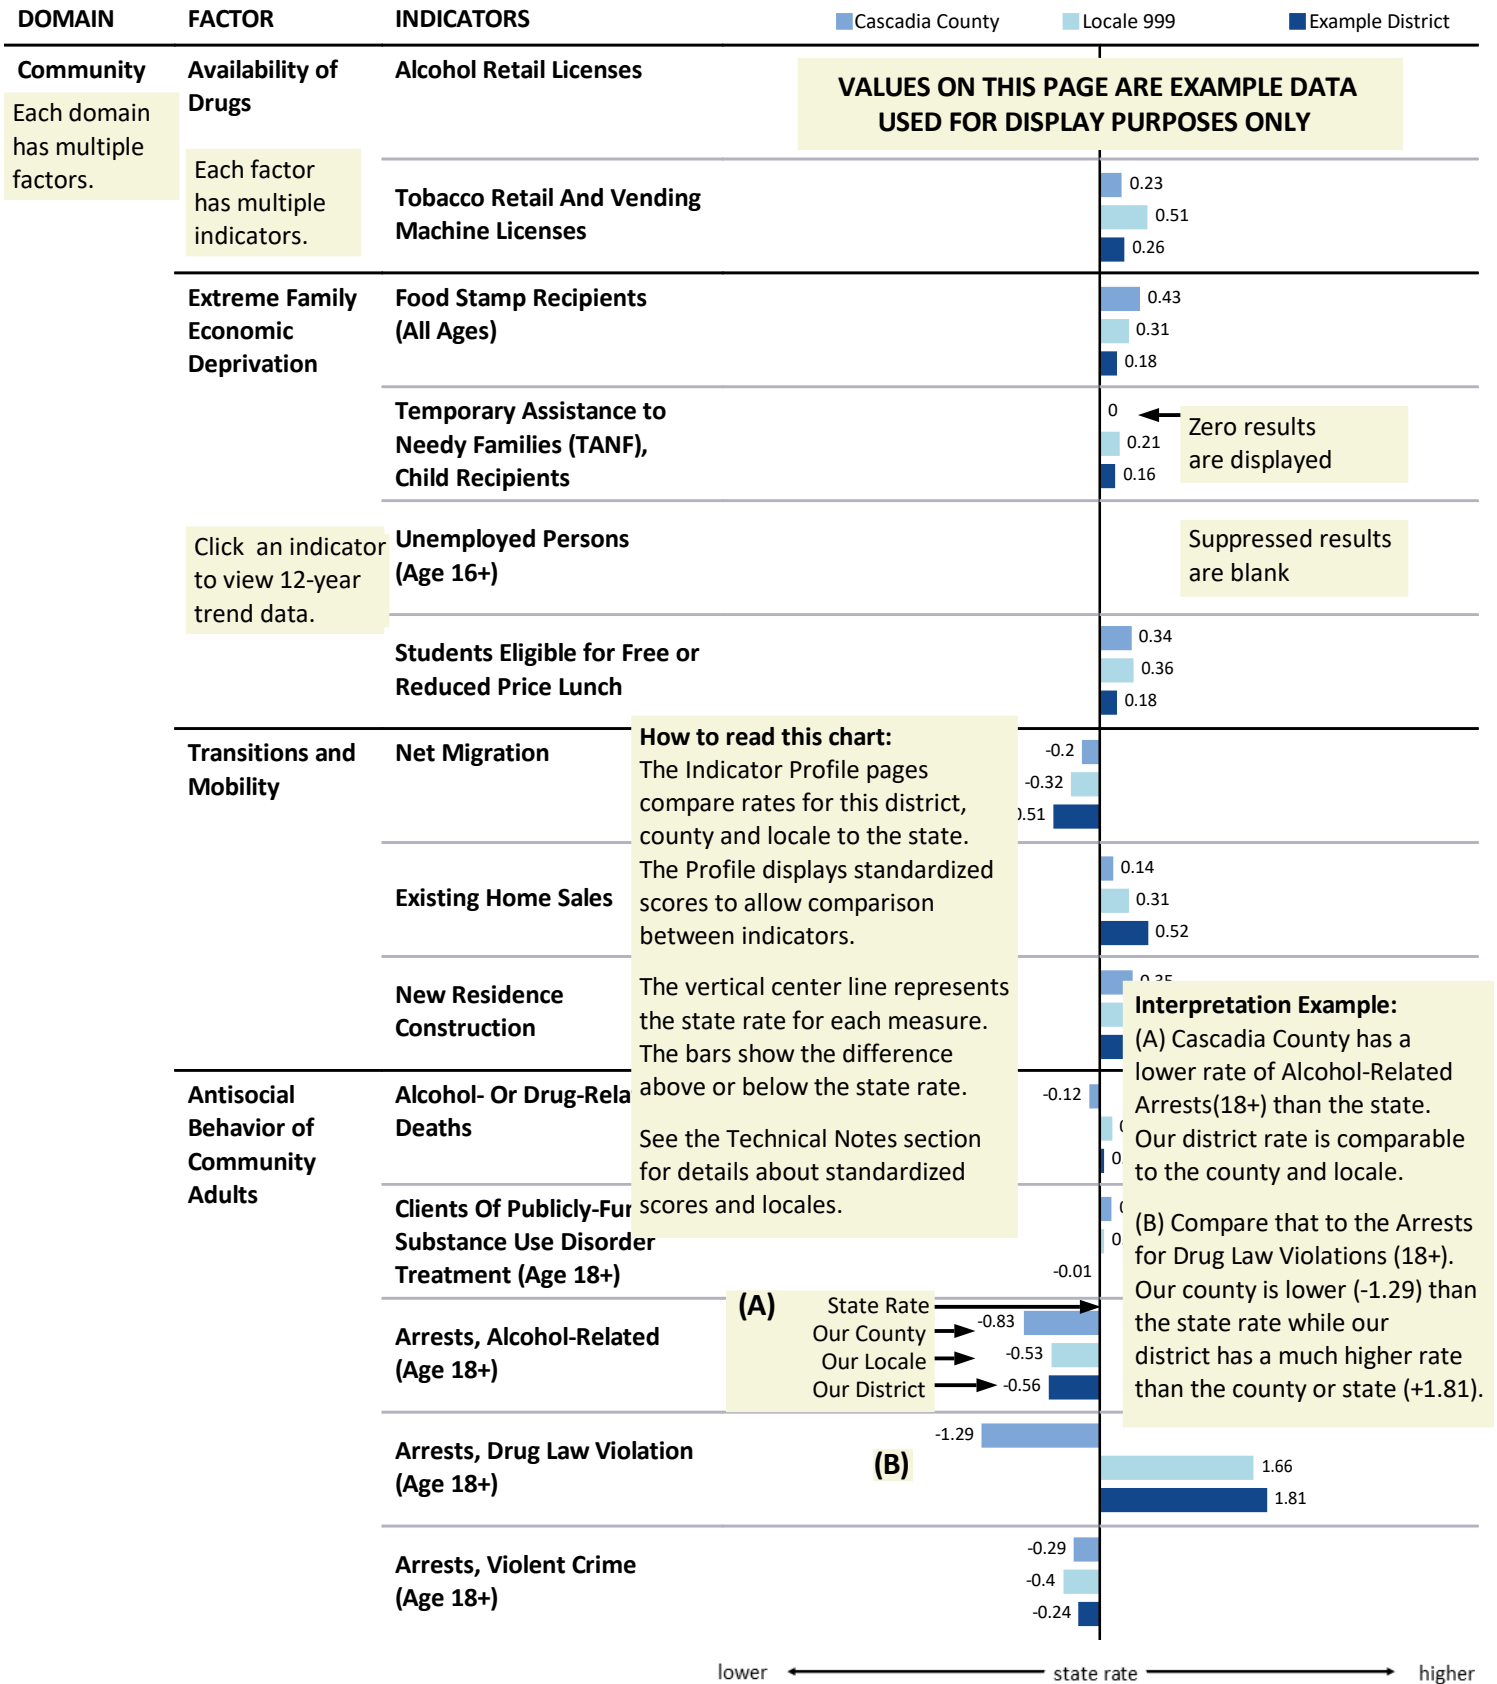 DOMAIN FACTOR INDICATORS Cascadia County Locale 999 Example District
Community
Each domain
has multiple
factors.
Availability of
Drugs
Each factor
has multiple
indicators.
Alcohol Retail Licenses
VALUES ON THIS PAGE ARE EXAMPLE DATA
USED FOR DISPLAY PURPOSES ONLY
Tobacco Retail And Vending
Machine Licenses
0.23
0.51
0.26
Extreme Family
Economic
Deprivation
Food Stamp Recipients
(All Ages)
0.43
0.31
0.18
Temporary Assistance to
Needy Families (TANF),
Child Recipients
0
0.21
0.16
Zero results
are displayed
Click an indicator
to view 12-year
trend data.
Unemployed Persons
(Age 16+)
Suppressed results
are blank
Students Eligible for Free or
Reduced Price Lunch
0.34
0.36
0.18
Transitions and
Mobility
Net Migration
-0.2
-0.32
.51
How to read this chart:
The Indicator Profile pages
compare rates for this district,
county and locale to the state.
The Profile displays standardized
scores to allow comparison
between indicators.
The vertical center line represents
the state rate for each measure.
The bars show the difference
above or below the state rate.
See the Technical Notes section
for details about standardized
scores and locales.
Existing Home Sales
0.14
0.31
0.52
New Residence
Construction
Interpretation Example:
(A) Cascadia County has a
lower rate of Alcohol-Related
Arrests(18+) than the state.
Our district rate is comparable
to the county and locale.
(B) Compare that to the Arrests
for Drug Law Violations (18+).
Our county is lower (-1.29) than
the state rate while our
district has a much higher rate
than the county or state (+1.81).
Antisocial
Behavior of
Community
Adults
Alcohol- Or Drug-Rela
Deaths
-0.12
0.
Clients Of Publicly-Fu
Substance Use Disorder
Treatment (Age 18+)
0.
-0.01
Arrests, Alcohol-Related
(Age 18+)
(A) State Rate
Our County -0.83
Our Locale -0.53
Our District -0.56
Arrests, Drug Law Violation
(Age 18+)
(B)
-1.29
1.66
1.81
Arrests, Violent Crime
(Age 18+)
-0.29
-0.4
-0.24
lower state rate higher